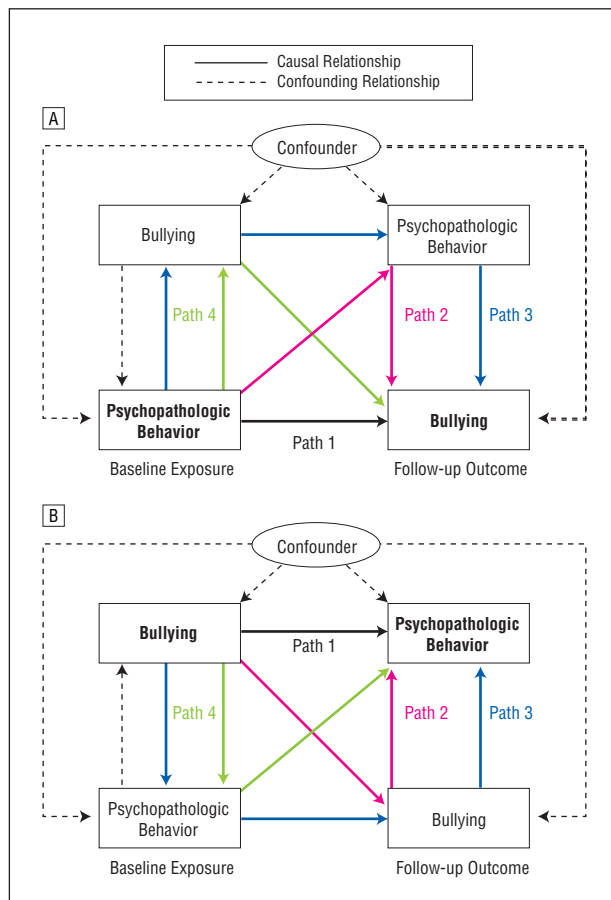 Causal Relationship
Confounding Relationship
A
Confounder
Bullying
Psychopathologic
Behavior
Path 4
Path 2
Path 3
Psychopathologic
Behavior
Bullying
Path 1
Baseline Exposure
Follow-up Outcome
B
Confounder
Bullying
Psychopathologic
Behavior
Path 1
Path 4
Path 2
Path 3
Psychopathologic
Behavior
Bullying
Baseline Exposure
Follow-up Outcome